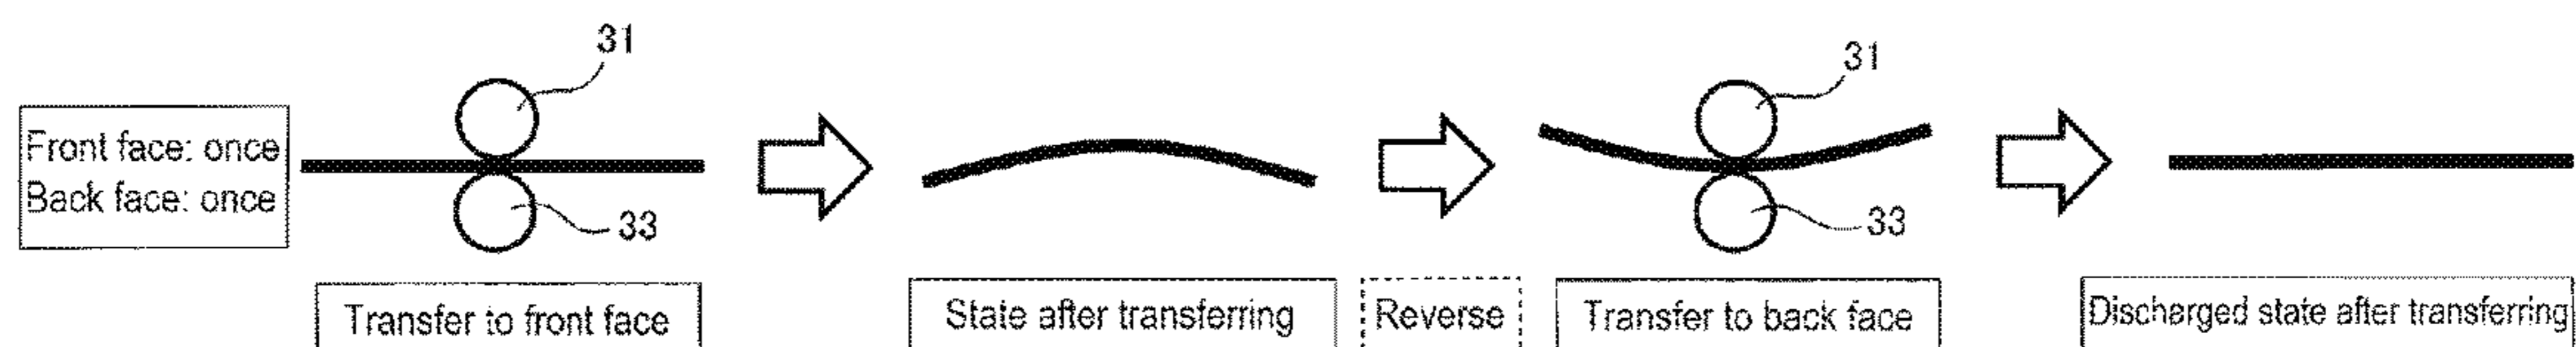 31
31
Front face: once
Back face: once
33
33
Transfer to front face
State after transferring
Reverse
Transfer to back face
Discharged state after transferring